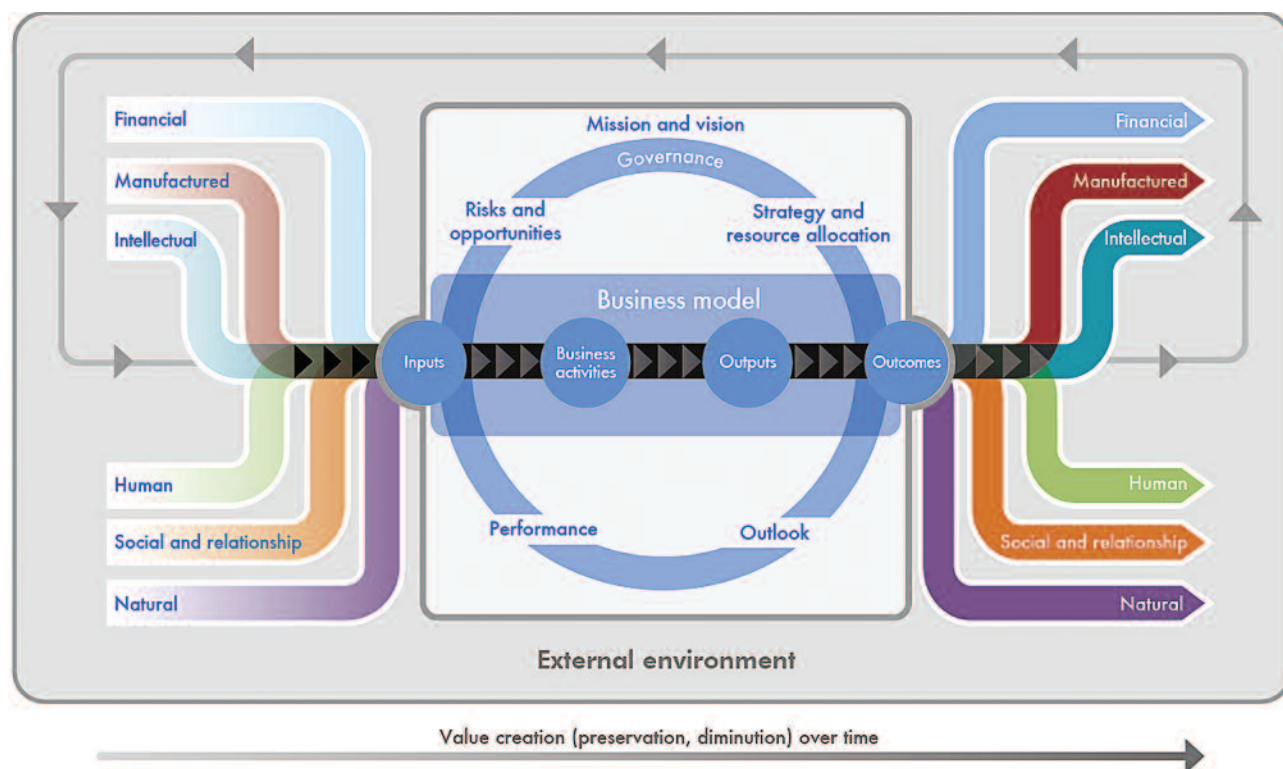 Financial
Manufactured
Intellectual
Human
Social and relationship
Natural
Mission and vision
Governance
Risks and
opportunities
Strategy and
resource allocation
Business model
Inputs
Business
activities
Outputs
Outcomes
Performance
Outlook
Financial
Manufactured
Intellectual
Human
Social and relationship
Natural
External environment
Value creation (preservation, diminution) over time